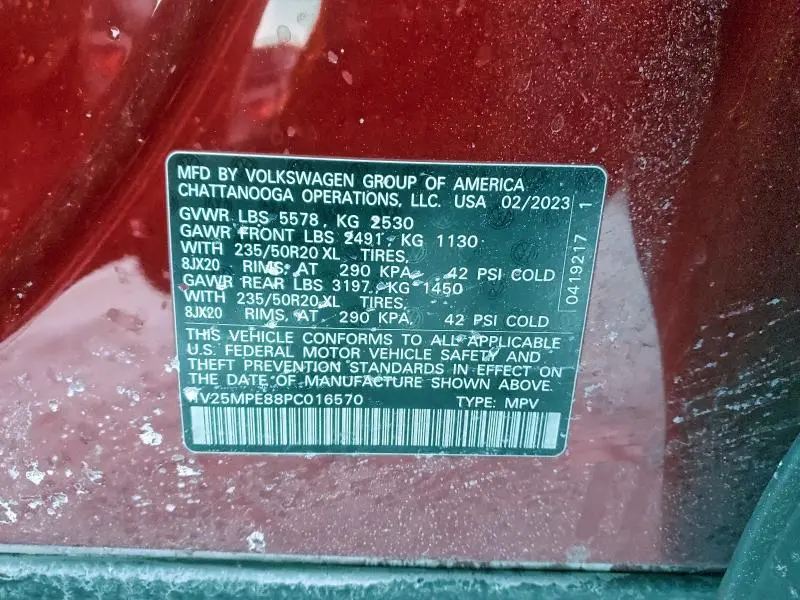 MFD BY VOLKSWAGEN GROUP OF AMERICA
CHATTANOOGA OPERATIONS, LLC. USA 02/2023
GVWR LBS 5578, KG 2530
GAWR FRONT LBS 2491, KG 1130
WITH 235/50R20 XL TIRES,
8JX20 RIMS, AT 290 KPA, 42 PSI COLD
GAWR REAR LBS 3197, KG 1450
WITH 235/50R20 XL TIRES,
8JX20 RIMS, AT 290 KPA, 42 PSI COLD
THIS VEHICLE CONFORMS TO ALL APPLICABLE
U.S. FEDERAL MOTOR VEHICLE SAFETY AND
THEFT PREVENTION STANDARDS IN EFFECT ON
THE DATE OF MANUFACTURE SHOWN ABOVE.
1V25MPE88PC016570 TYPE: MPV
0419217 1